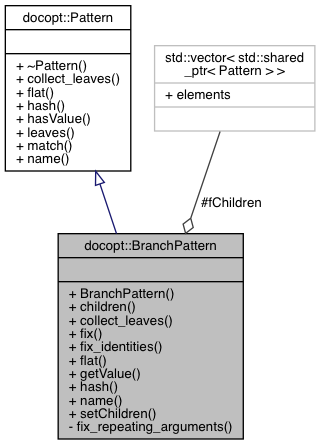 docopt::Pattern
+ ~Pattern()
+ collect_leaves()
+ flat()
+ hash()
+ hasValue()
+ leaves()
+ match()
+ name()
std::vector< std::shared
_ptr< Pattern > >
+ elements
#fChildren
docopt::BranchPattern
+ BranchPattern()
+ children()
+ collect_leaves()
+ fix()
+ fix_identities()
+ flat()
+ getValue()
+ hash()
+ name()
+ setChildren()
- fix_repeating_arguments()